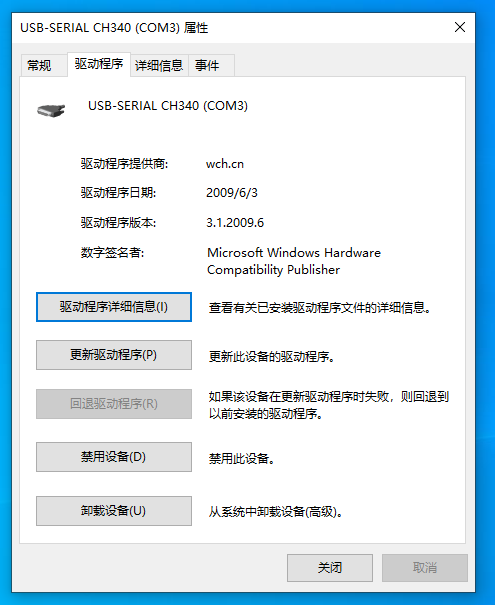 USB-SERIAL CH340 (COM3) 属性
常规 驱动程序 详细信息 事件
USB-SERIAL CH340 (COM3)
驱动程序提供商: wch.cn
驱动程序日期: 2009/6/3
驱动程序版本: 3.1.2009.6
数字签名者: Microsoft Windows Hardware
Compatibility Publisher
驱动程序详细信息(I) 查看有关已安装驱动程序文件的详细信息。
更新驱动程序(P) 更新此设备的驱动程序。
回退驱动程序(R) 如果该设备在更新驱动程序时失败，则回退到
以前安装的驱动程序。
禁用设备(D) 禁用此设备。
卸载设备(U) 从系统中卸载设备(高级)。
关闭 取消